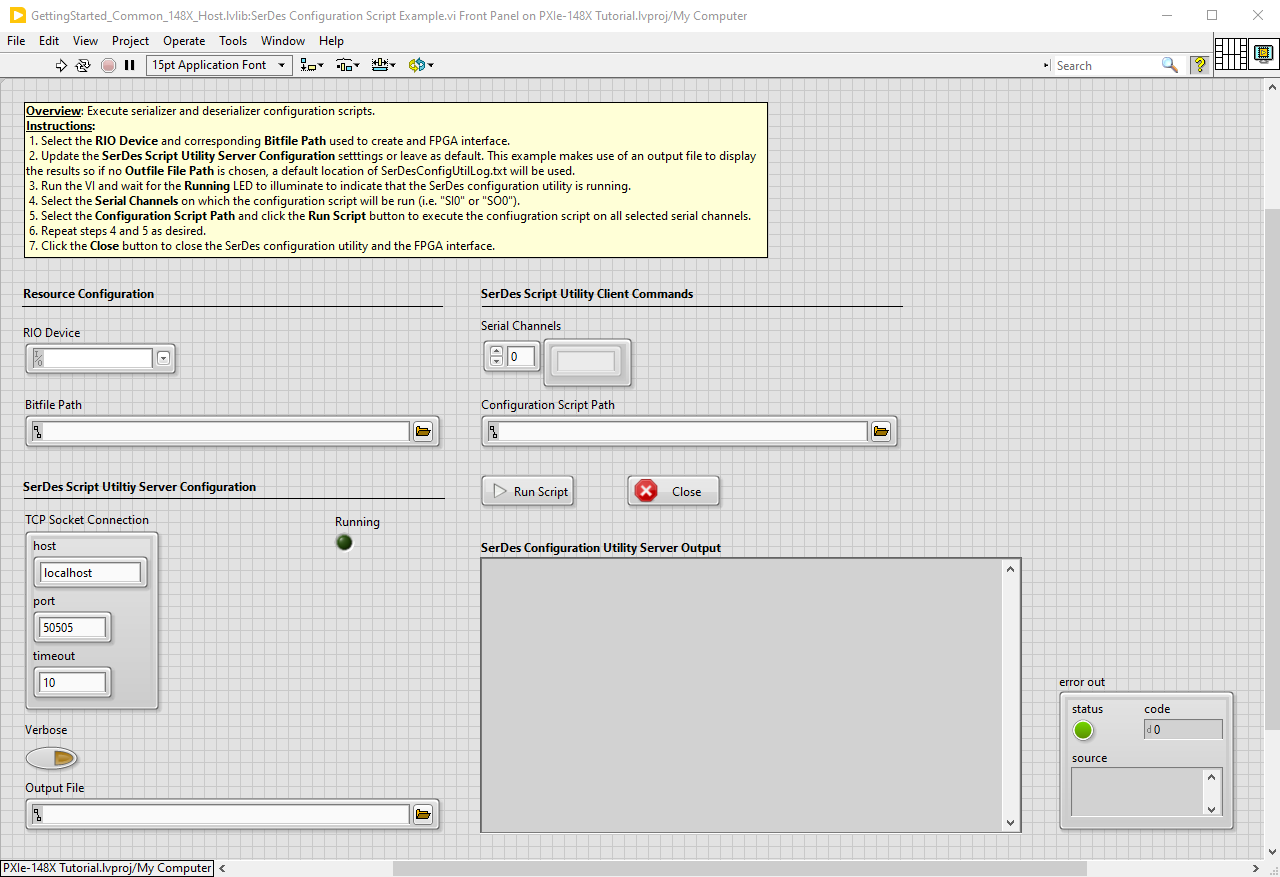 GettingStarted_Common_148X_Host.lvlib:SerDes Configuration Script Example.vi Front Panel on PXIe-148X Tutorial.lvproj/My Computer
File Edit View Project Operate Tools Window Help
15pt Application Font
Search
?
Overview: Execute serializer and deserializer configuration scripts.
Instructions:
1. Select the RIO Device and corresponding Bitfile Path used to create and FPGA interface.
2. Update the SerDes Script Utility Server Configuration setttings or leave as default. This example makes use of an output file to display
the results so if no Outfile File Path is chosen, a default location of SerDesConfigUtilLog.txt will be used.
3. Run the VI and wait for the Running LED to illuminate to indicate that the SerDes configuration utility is running.
4. Select the Serial Channels on which the configuration script will be run (i.e. "SI0" or "SO0").
5. Select the Configuration Script Path and click the Run Script button to execute the confiugration script on all selected serial channels.
6. Repeat steps 4 and 5 as desired.
7. Click the Close button to close the SerDes configuration utility and the FPGA interface.
Resource Configuration
RIO Device
I/O
Bitfile Path
SerDes Script Utiltiy Server Configuration
TCP Socket Connection
host
localhost
port
50505
timeout
10
Running
Verbose
Output File
SerDes Script Utility Client Commands
Serial Channels
0
Configuration Script Path
Run Script
Close
SerDes Configuration Utility Server Output
error out
status
code
d 0
source
PXIe-148X Tutorial.lvproj/My Computer